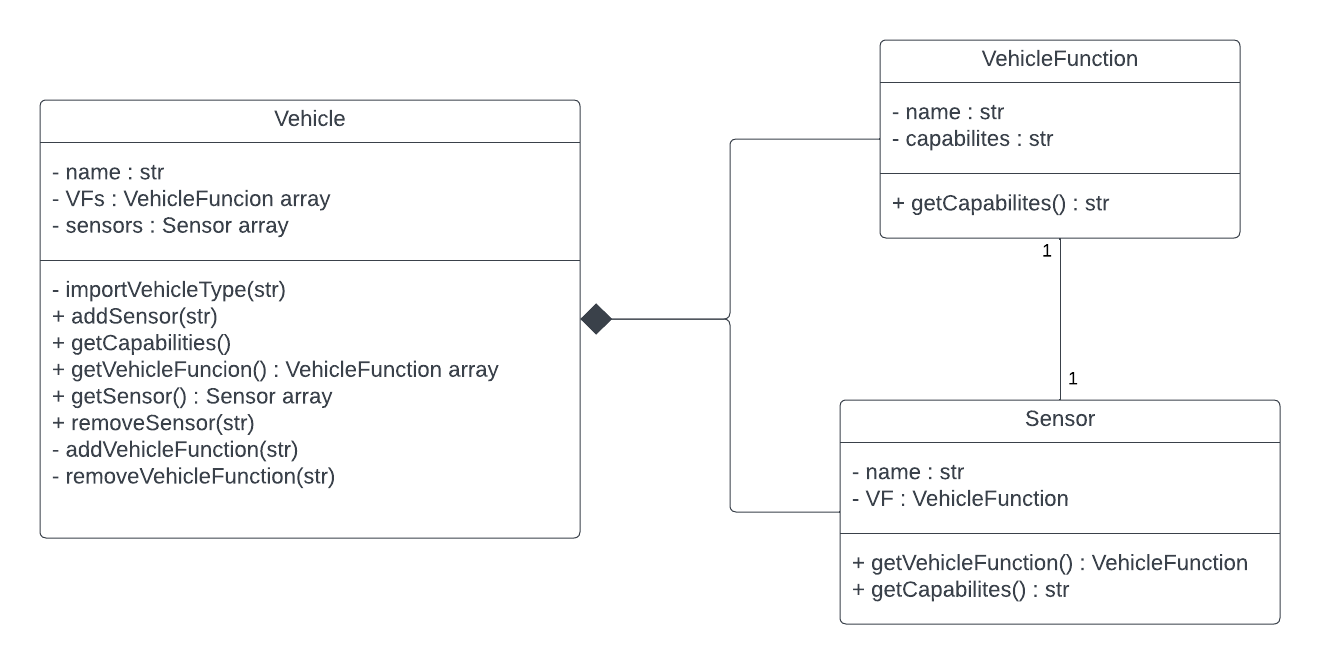 Vehicle
- name : str
- VFs : VehicleFuncion array
- sensors : Sensor array
- importVehicleType(str)
+ addSensor(str)
+ getCapabilities()
+ getVehicleFuncion() : VehicleFunction array
+ getSensor() : Sensor array
+ removeSensor(str)
- addVehicleFunction(str)
- removeVehicleFunction(str)
VehicleFunction
- name : str
- capabilites : str
+ getCapabilites() : str
1
1
Sensor
- name : str
- VF : VehicleFunction
+ getVehicleFunction() : VehicleFunction
+ getCapabilites() : str